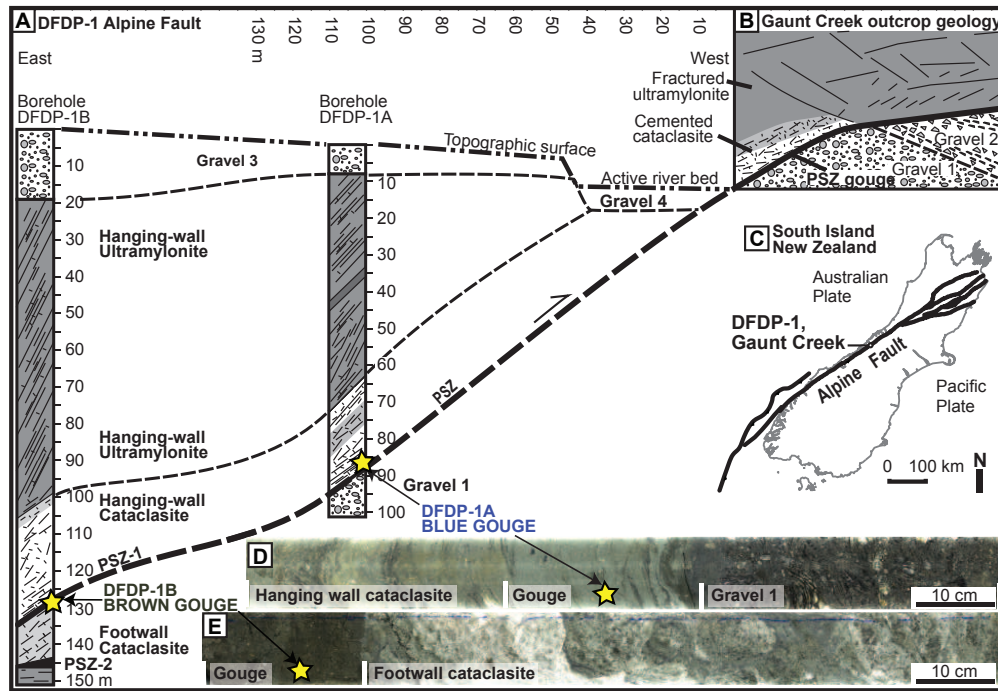 A DFDP-1 Alpine Fault
East
130 m
120
110
100
90
80
70
60
50
40
30
20
10
West
B Gaunt Creek outcrop geology
Fractured
ultramylonite
Cemented
cataclasite
PSZ gouge
Gravel 1
Gravel 2
Borehole
DFDP-1B
Borehole
DFDP-1A
Topographic surface
Active river bed
Gravel 3
Gravel 4
10
20
30
40
50
60
70
80
90
100
110
120
130
140
150 m
10
20
30
40
50
60
70
80
90
100
Hanging-wall
Ultramylonite
Hanging-wall
Ultramylonite
Hanging-wall
Cataclasite
PSZ
PSZ-1
Gravel 1
DFDP-1A
BLUE GOUGE
DFDP-1B
BROWN GOUGE
Footwall
Cataclasite
PSZ-2
C South Island
New Zealand
Australian
Plate
DFDP-1,
Gaunt Creek
Alpine Fault
Pacific
Plate
0 100 km
N
D
Hanging wall cataclasite
Gouge
Gravel 1
10 cm
E
Gouge
Footwall cataclasite
10 cm